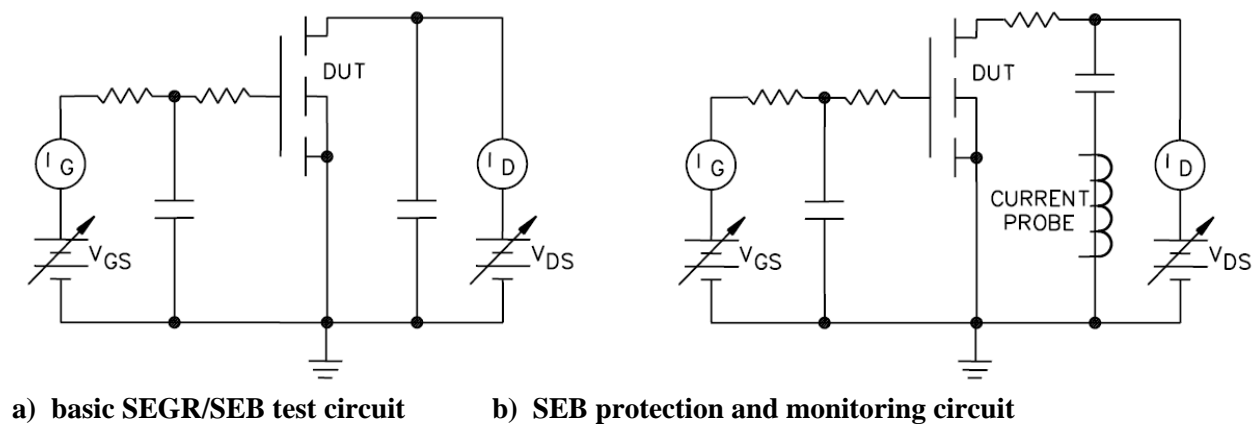 DUT
I G
I D
V GS
V DS
DUT
I G
I D
CURRENT
PROBE
V GS
V DS
a) basic SEGR/SEB test circuit
b) SEB protection and monitoring circuit